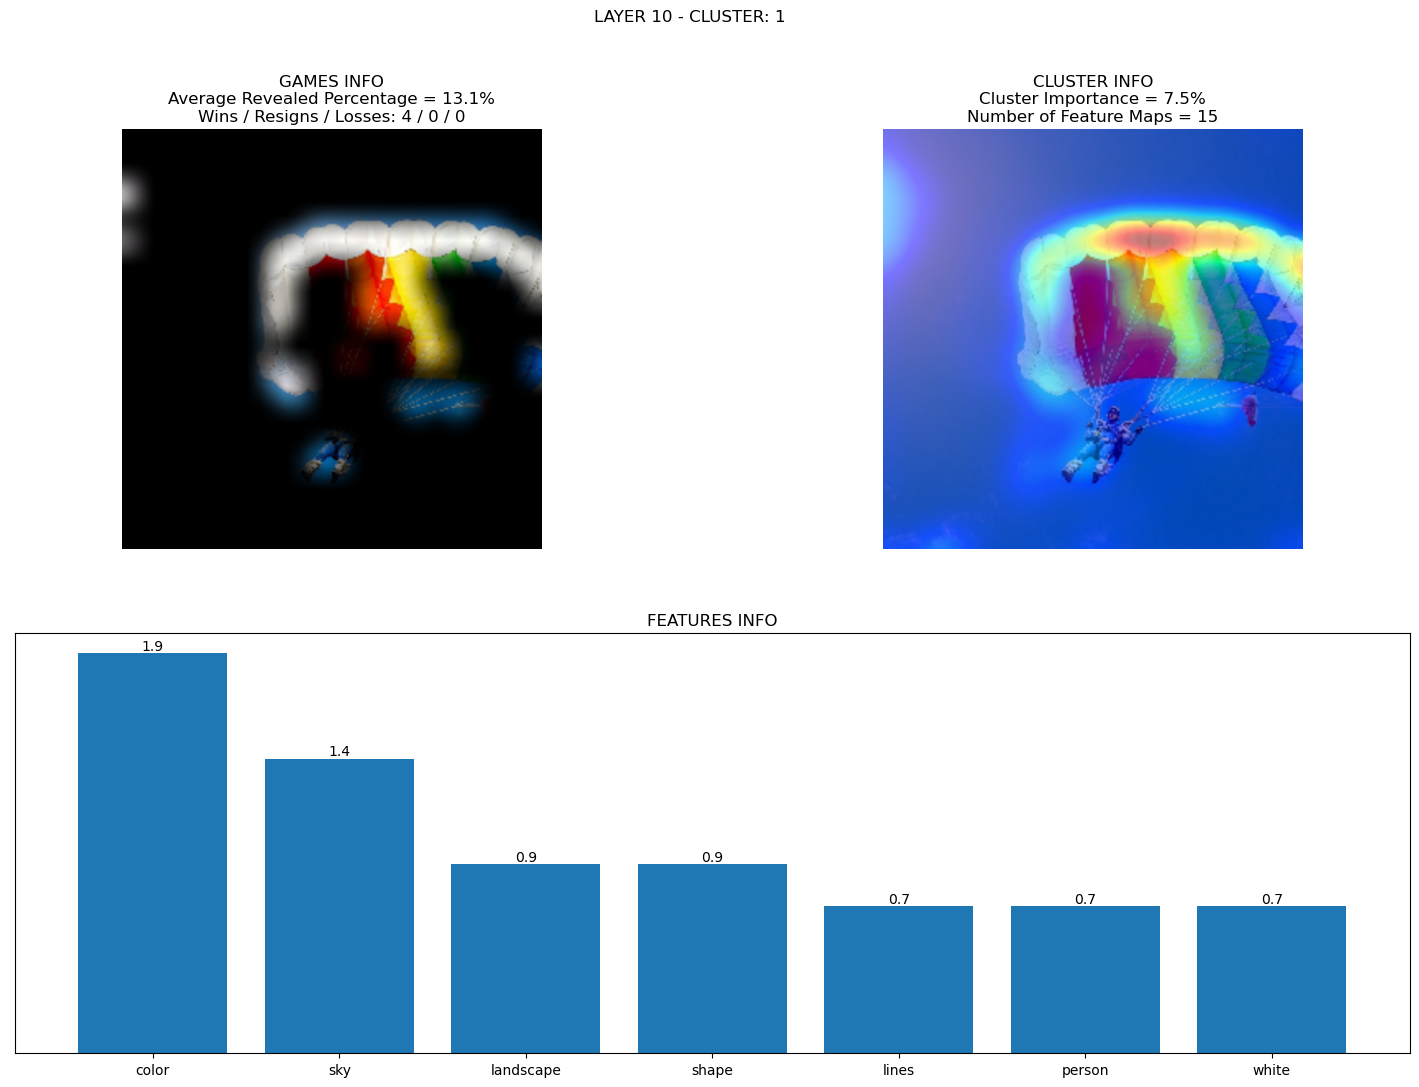 LAYER 10 - CLUSTER: 1
GAMES INFO
Average Revealed Percentage = 13.1%
Wins / Resigns / Losses: 4 / 0 / 0
CLUSTER INFO
Cluster Importance = 7.5%
Number of Feature Maps = 15
FEATURES INFO
1.9
1.4
0.9
0.9
0.7
0.7
0.7
color
sky
landscape
shape
lines
person
white